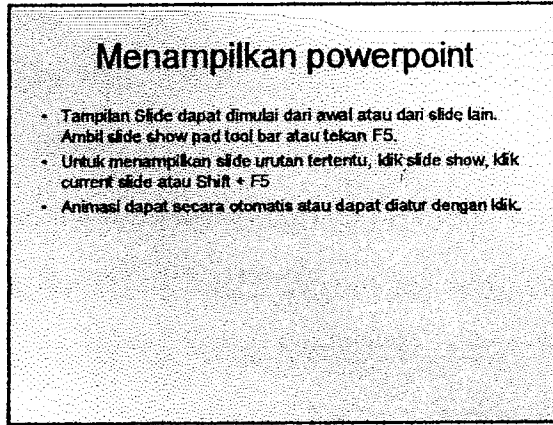 Menampilkan powerpoint
• Tampilan Slide dapat dimulai dari awal atau dari slide lain.
Ambil slide show pad tool bar atau tekan F5.
• Untuk menampilkan slide urutan tertentu, klik slide show, klik
current slide atau Shift + F5
• Animasi dapat secara otomatis atau dapat diatur dengan klik.